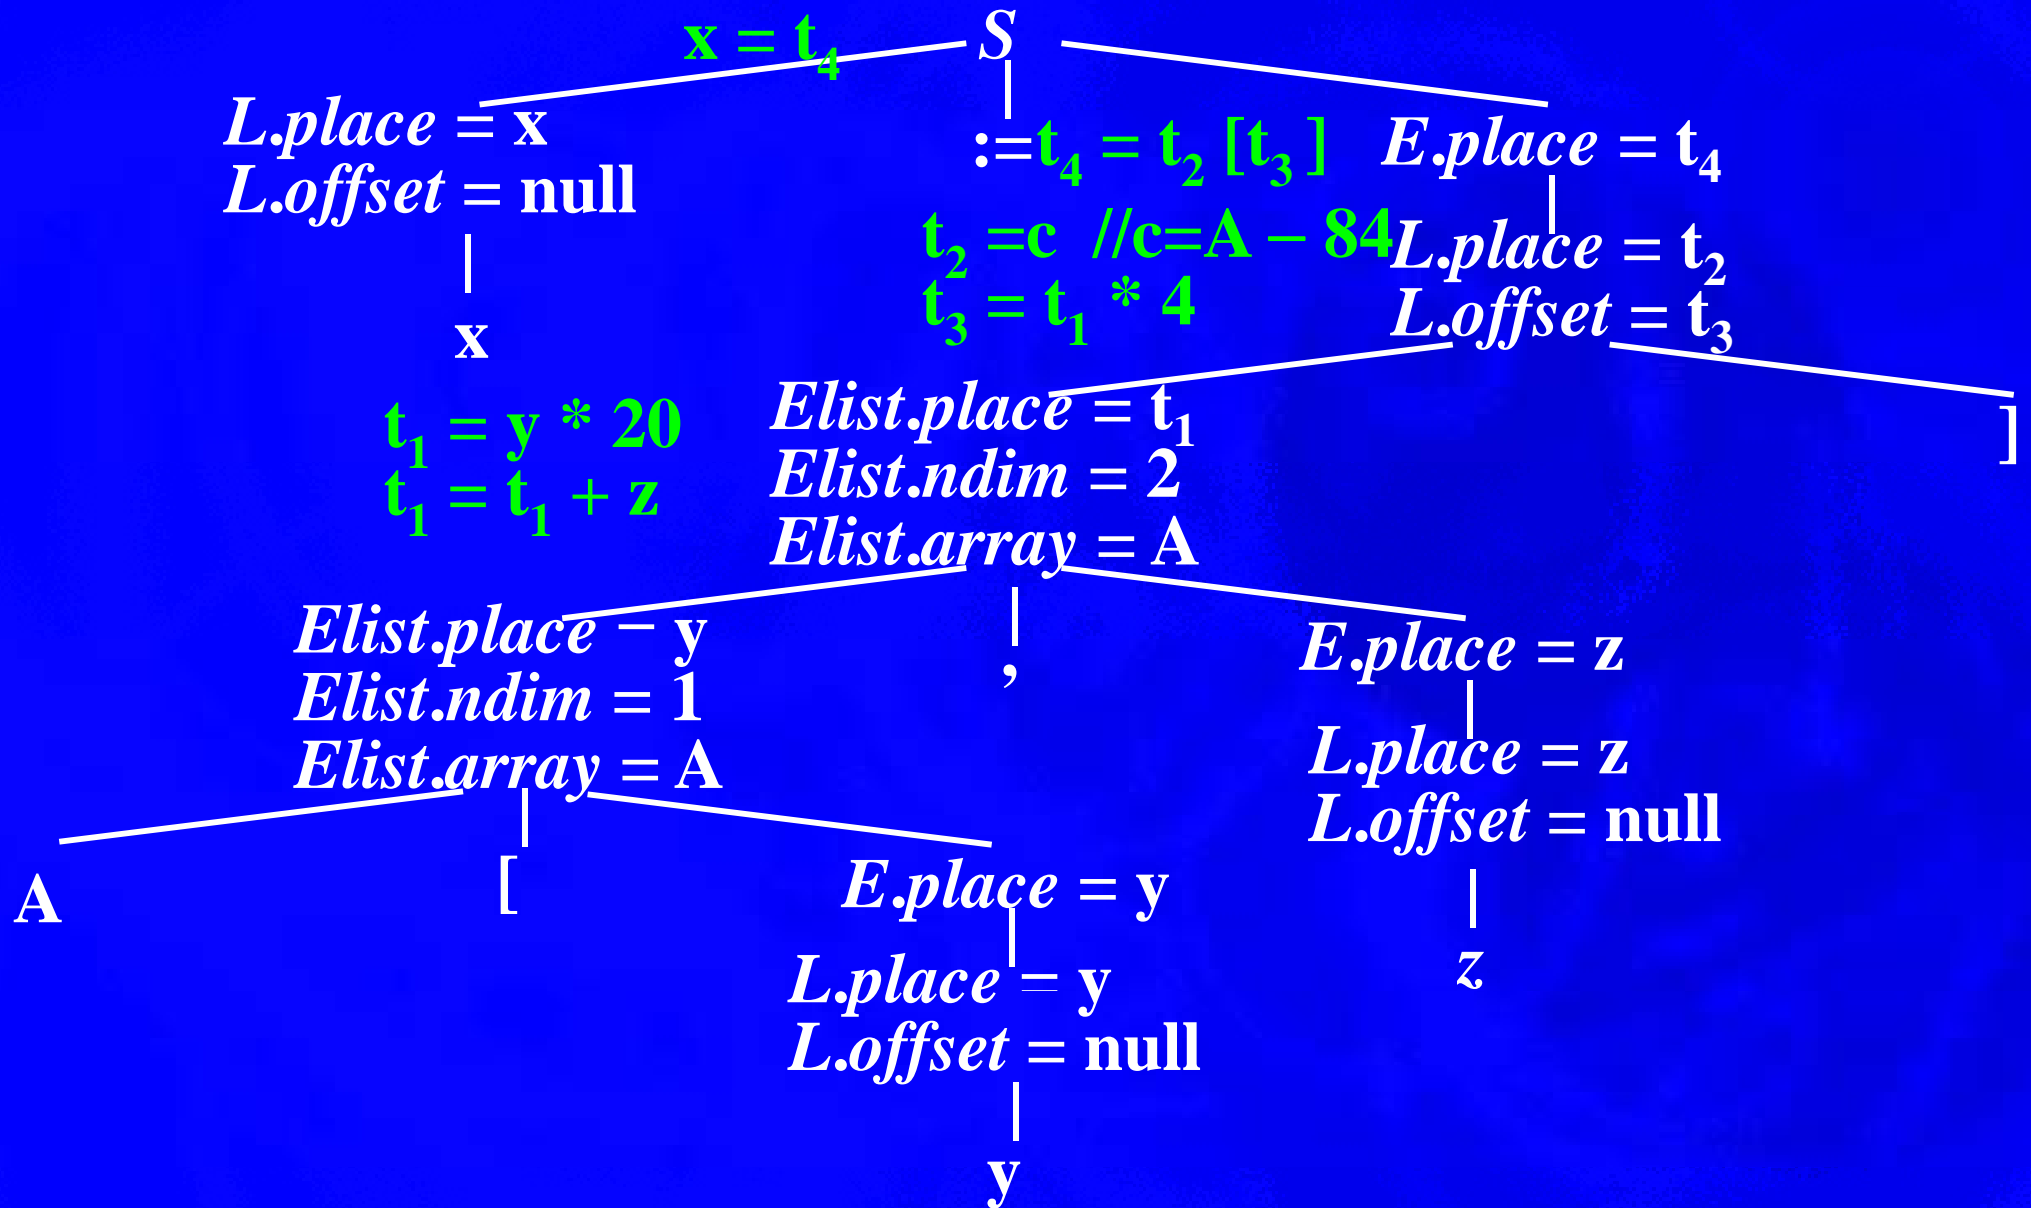 x = t₄
S
L.place = x
L.offset = null
:=
t₄ = t₂ [t₃ ]
E.place = t₄
t₂ =c //c=A – 84
t₃ = t₁ * 4
L.place = t₂
L.offset = t₃
x
t₁ = y * 20
t₁ = t₁ + z
Elist.place = t₁
Elist.ndim = 2
Elist.array = A
]
Elist.place = y
Elist.ndim = 1
Elist.array = A
,
E.place = z
L.place = z
L.offset = null
A
[
E.place = y
L.place = y
L.offset = null
z
y